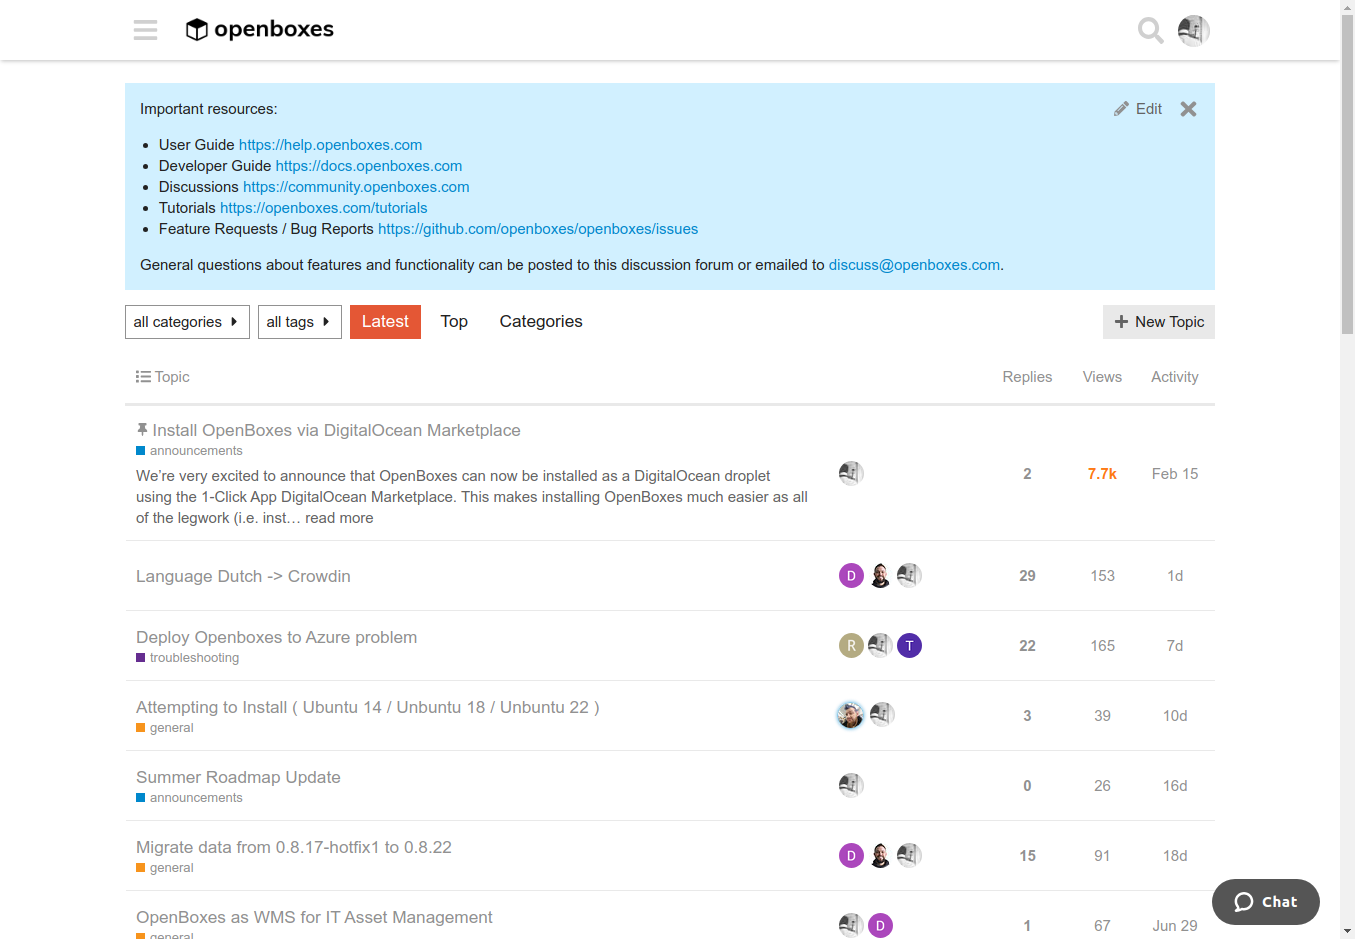 openboxes
Important resources:
Edit
User Guide https://help.openboxes.com
Developer Guide https://docs.openboxes.com
Discussions https://community.openboxes.com
Tutorials https://openboxes.com/tutorials
Feature Requests / Bug Reports https://github.com/openboxes/openboxes/issues
General questions about features and functionality can be posted to this discussion forum or emailed to discuss@openboxes.com.
all categories all tags Latest Top Categories New Topic
Topic Replies Views Activity
Install OpenBoxes via DigitalOcean Marketplace
announcements
We’re very excited to announce that OpenBoxes can now be installed as a DigitalOcean droplet
using the 1-Click App DigitalOcean Marketplace. This makes installing OpenBoxes much easier as all
of the legwork (i.e. inst… read more
2 7.7k Feb 15
Language Dutch -> Crowdin D 29 153 1d
Deploy Openboxes to Azure problem
troubleshooting
R T 22 165 7d
Attempting to Install ( Ubuntu 14 / Unbuntu 18 / Unbuntu 22 )
general
3 39 10d
Summer Roadmap Update
announcements
0 26 16d
Migrate data from 0.8.17-hotfix1 to 0.8.22
general
D 15 91 18d
OpenBoxes as WMS for IT Asset Management
general
D 1 67 Jun 29
Chat